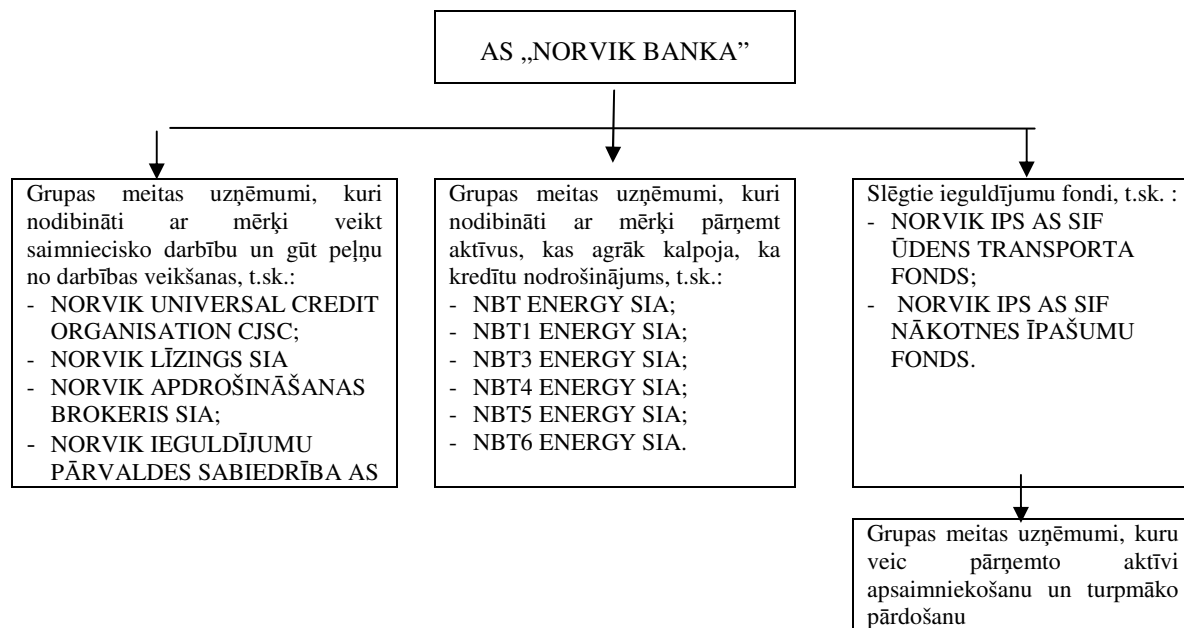 AS „NORVIK BANKA”
Grupas meitas uzņēmumi, kuri
nodibināti ar mērķi veikt
saimniecisko darbību un gūt peļņu
no darbības veikšanas, t.sk.:
- NORVIK UNIVERSAL CREDIT
ORGANISATION CJSC;
- NORVIK LĪZINGS SIA
- NORVIK APDROŠINĀŠANAS
BROKERIS SIA;
- NORVIK IEGULDĪJUMU
PĀRVALDES SABIEDRĪBA AS
Grupas meitas uzņēmumi, kuri
nodibināti ar mērķi pārņemt
aktīvus, kas agrāk kalpoja, ka
kredītu nodrošinājums, t.sk.:
- NBT ENERGY SIA;
- NBT1 ENERGY SIA;
- NBT3 ENERGY SIA;
- NBT4 ENERGY SIA;
- NBT5 ENERGY SIA;
- NBT6 ENERGY SIA.
Slēgtie ieguldījumu fondi, t.sk. :
- NORVIK IPS AS SIF
ŪDENS TRANSPORTA
FONDS;
- NORVIK IPS AS SIF
NĀKOTNES ĪPAŠUMU
FONDS.
Grupas meitas uzņēmumi, kuru
veic pārņemto aktīvi
apsaimniekošanu un turpmāko
pārdošanu